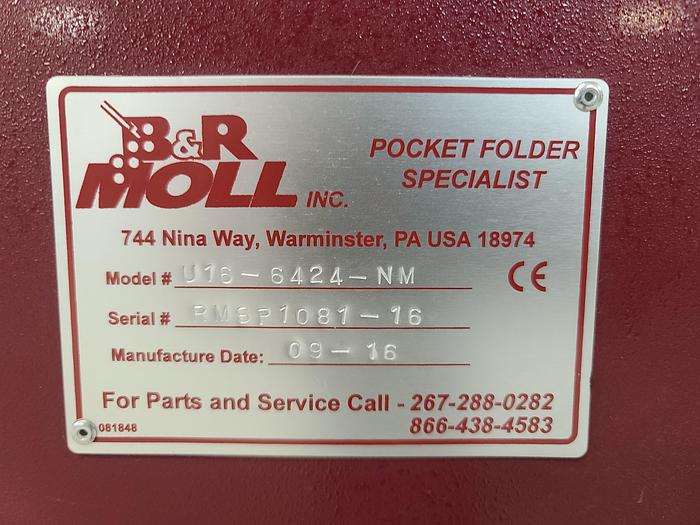 B&R
MOLL INC.
POCKET FOLDER
SPECIALIST
744 Nina Way, Warminster, PA USA 18974
Model # U16-6424-NM
CE
Serial # RMSP1081-16
Manufacture Date: 09-16
For Parts and Service Call - 267-288-0282
866-438-4583
081848